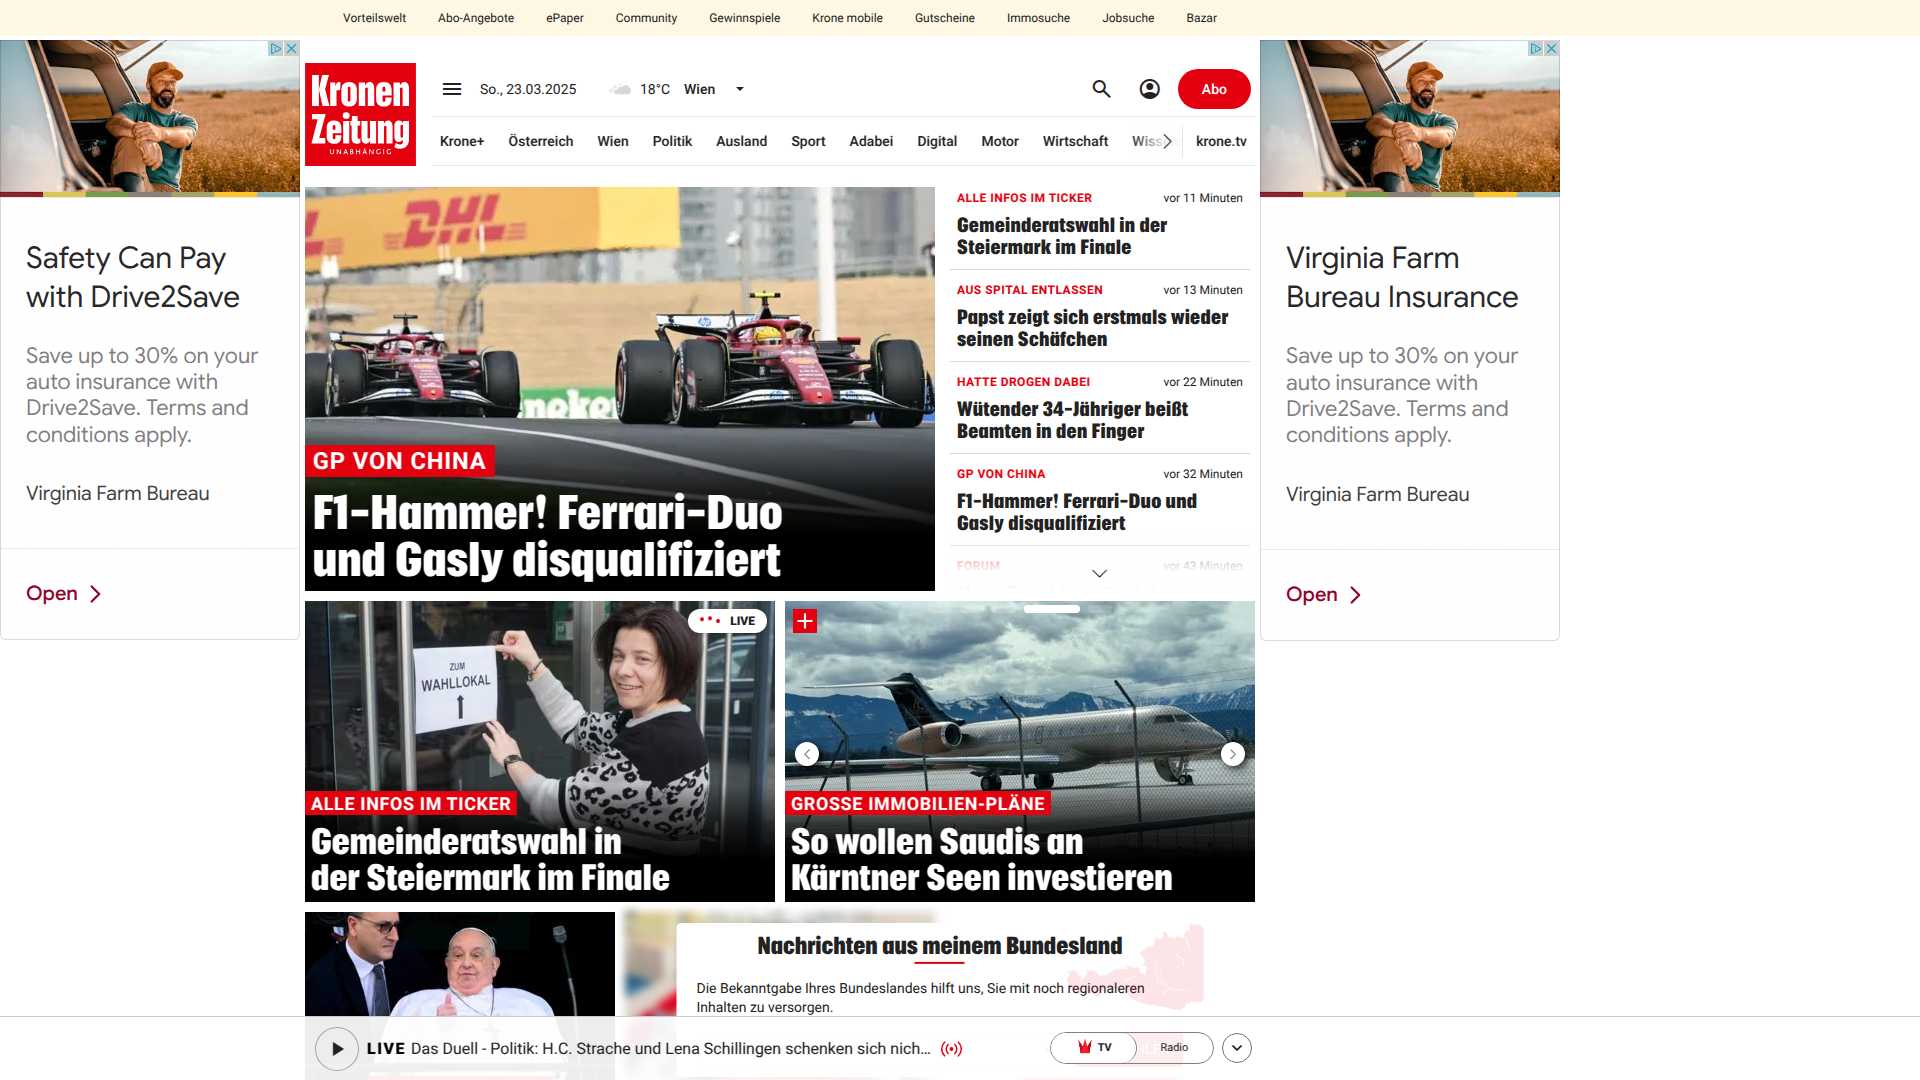 Vorteilswelt
Abo-Angebote
ePaper
Community
Gewinnspiele
Krone mobile
Gutscheine
Immosuche
Jobsuche
Bazar
Kronen
Zeitung
UNABHÄNGIG
So., 23.03.2025
18°C Wien
Abo
Krone+
Österreich
Wien
Politik
Ausland
Sport
Adabei
Digital
Motor
Wirtschaft
Wiss
krone.tv
Safety Can Pay
with Drive2Save
Save up to 30% on your
auto insurance with
Drive2Save. Terms and
conditions apply.
Virginia Farm Bureau
Open
DHL
GP VON CHINA
F1-Hammer! Ferrari-Duo
und Gasly disqualifiziert
ALLE INFOS IM TICKER vor 11 Minuten
Gemeinderatswahl in der
Steiermark im Finale
AUS SPITAL ENTLASSEN vor 13 Minuten
Papst zeigt sich erstmals wieder
seinen Schäfchen
HATTE DROGEN DABEI vor 22 Minuten
Wütender 34-Jähriger beißt
Beamten in den Finger
GP VON CHINA vor 32 Minuten
F1-Hammer! Ferrari-Duo und
Gasly disqualifiziert
FORUM vor 43 Minuten
Virginia Farm
Bureau Insurance
Save up to 30% on your
auto insurance with
Drive2Save. Terms and
conditions apply.
Virginia Farm Bureau
Open
LIVE
ZUM
WAHLLOKAL
ALLE INFOS IM TICKER
Gemeinderatswahl in
der Steiermark im Finale
GROSSE IMMOBILIEN-PLÄNE
So wollen Saudis an
Kärntner Seen investieren
Nachrichten aus meinem Bundesland
Die Bekanntgabe Ihres Bundeslandes hilft uns, Sie mit noch regionaleren
Inhalten zu versorgen.
LIVE Das Duell - Politik: H.C. Strache und Lena Schillingen schenken sich nich...
TV
Radio